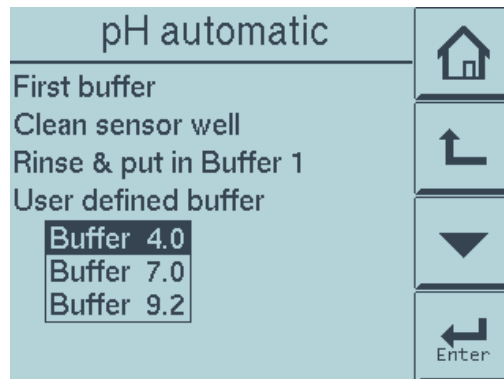 pH automatic
First buffer
Clean sensor well
Rinse & put in Buffer 1
User defined buffer
Buffer 4.0
Buffer 7.0
Buffer 9.2
Enter